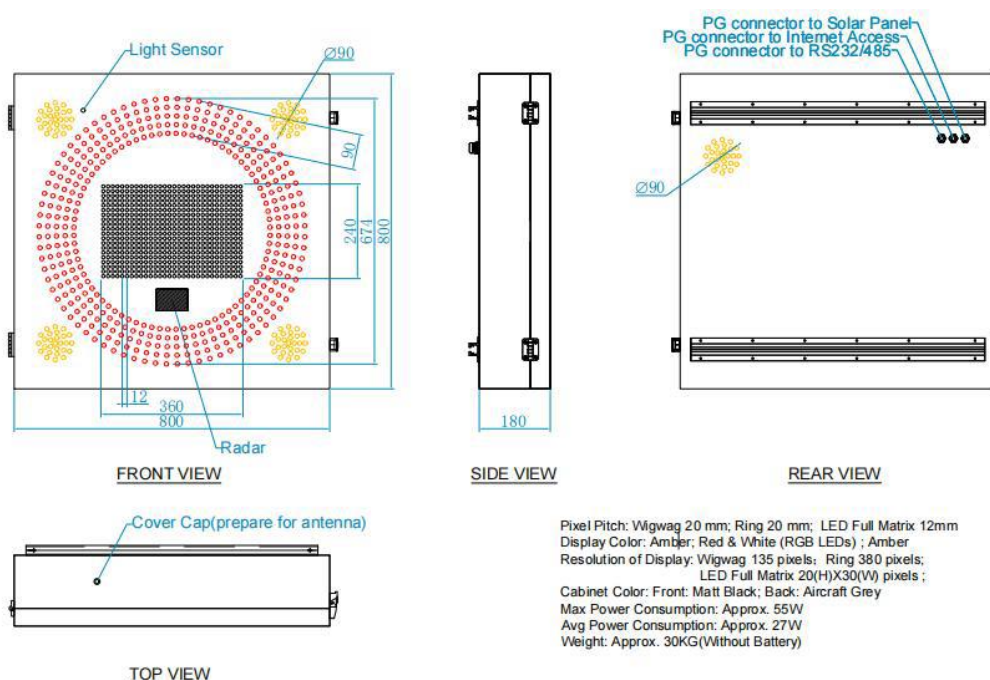 PG connector to Solar Panel
PG connector to Internet Access
PG connector to RS232/485
Light Sensor
Ø90
90
240
674
800
12
360
800
Radar
180
Ø90
FRONT VIEW
SIDE VIEW
REAR VIEW
Cover Cap(prepare for antenna)
TOP VIEW
Pixel Pitch: Wigwag 20 mm; Ring 20 mm; LED Full Matrix 12mm
Display Color: Amber; Red & White (RGB LEDs) ; Amber
Resolution of Display: Wigwag 135 pixels; Ring 380 pixels;
LED Full Matrix 20(H)X30(W) pixels ;
Cabinet Color: Front: Matt Black; Back: Aircraft Grey
Max Power Consumption: Approx. 55W
Avg Power Consumption: Approx. 27W
Weight: Approx. 30KG(Without Battery)